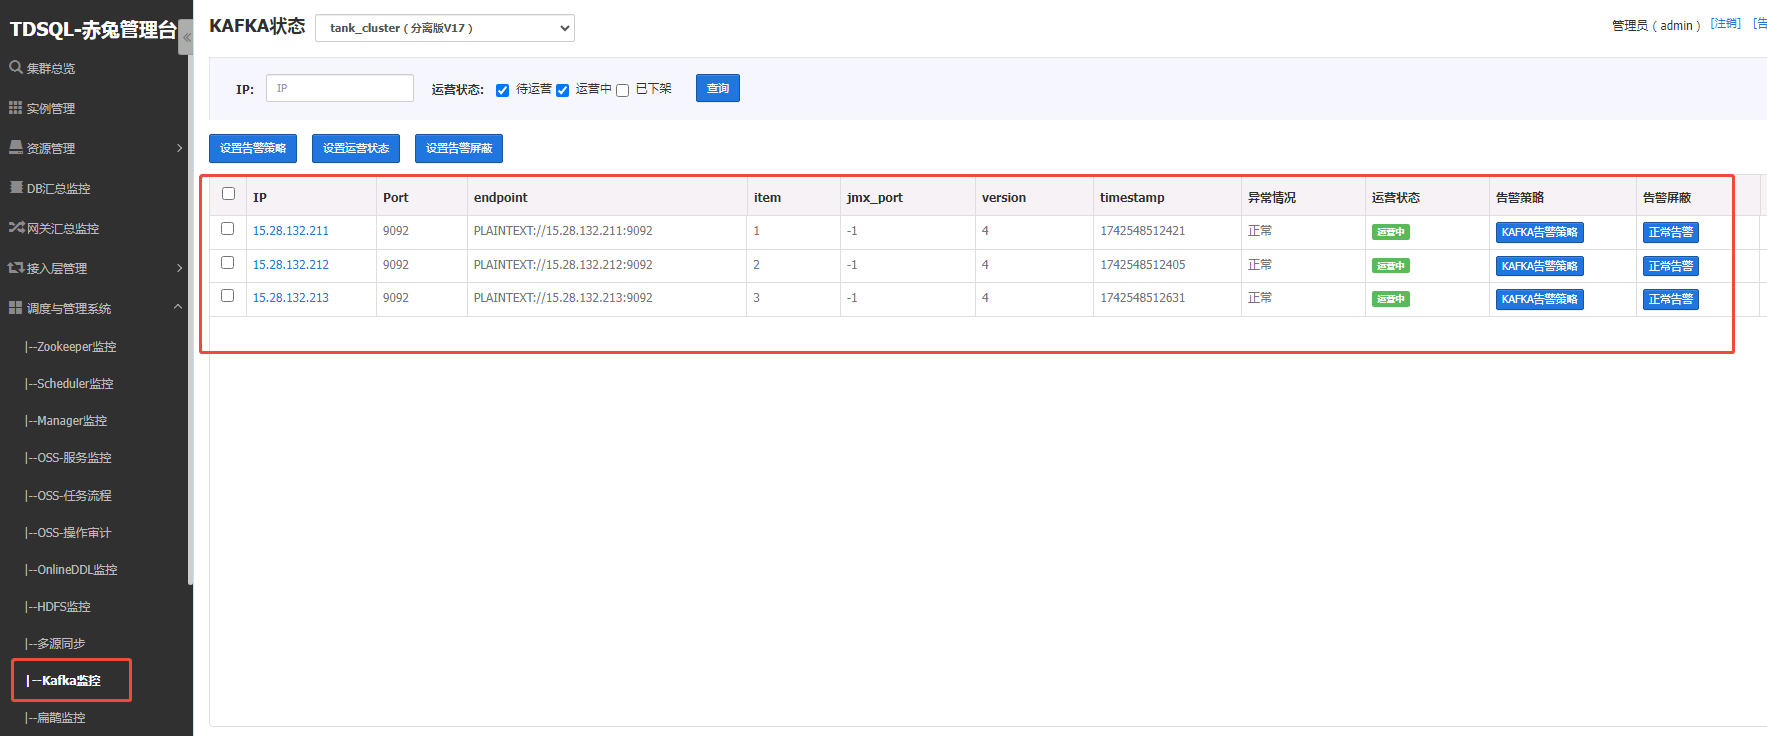 TDSQL-赤兔管理台
集群总览
实例管理
资源管理
DB汇总监控
网关汇总监控
接入层管理
调度与管理系统
|--Zookeeper监控
|--Scheduler监控
|--Manager监控
|--OSS-服务监控
|--OSS-任务流程
|--OSS-操作审计
|--OnlineDDL监控
|--HDFS监控
|--多源同步
|--Kafka监控
|--扁鹊监控
KAFKA状态 tank_cluster ( 分离版V17 ) 管理员 ( admin ) [注销] [告
IP: IP 运营状态: 待运营 运营中 已下架 查询
设置告警策略 设置运营状态 设置告警屏蔽
IP Port endpoint item jmx_port version timestamp 异常情况 运营状态 告警策略 告警屏蔽
15.28.132.211 9092 PLAINTEXT://15.28.132.211:9092 1 -1 4 1742548512421 正常 运营中 KAFKA告警策略 正常告警
15.28.132.212 9092 PLAINTEXT://15.28.132.212:9092 2 -1 4 1742548512405 正常 运营中 KAFKA告警策略 正常告警
15.28.132.213 9092 PLAINTEXT://15.28.132.213:9092 3 -1 4 1742548512631 正常 运营中 KAFKA告警策略 正常告警